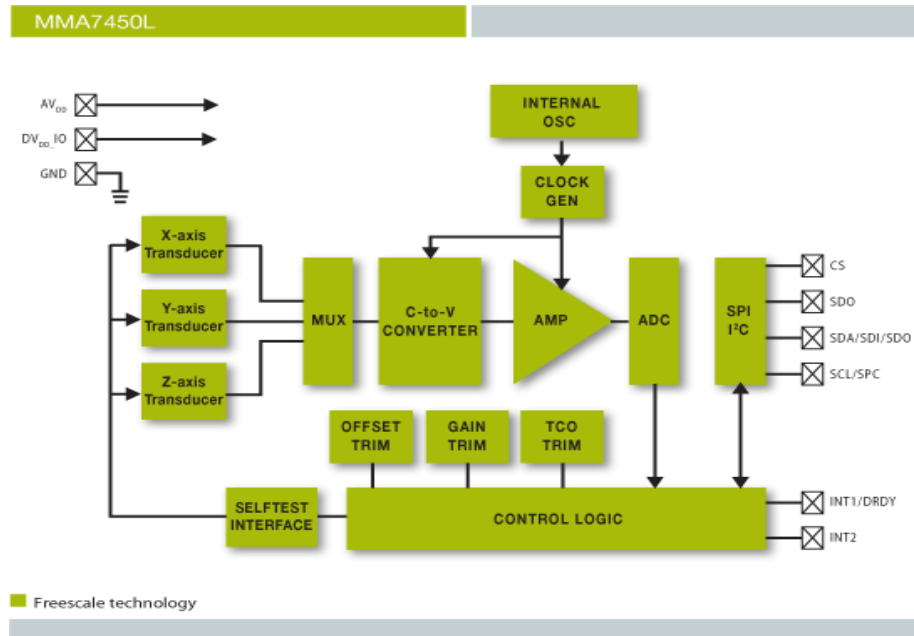 MMA7450L
AVDD
DVDD_IO
GND
INTERNAL
OSC
CLOCK
GEN
X-axis
Transducer
Y-axis
Transducer
Z-axis
Transducer
MUX
C-to-V
CONVERTER
AMP
ADC
SPI
I²C
CS
SDO
SDA/SDI/SDO
SCL/SPC
OFFSET
TRIM
GAIN
TRIM
TCO
TRIM
SELFTEST
INTERFACE
CONTROL LOGIC
INT1/DRDY
INT2
Freescale technology